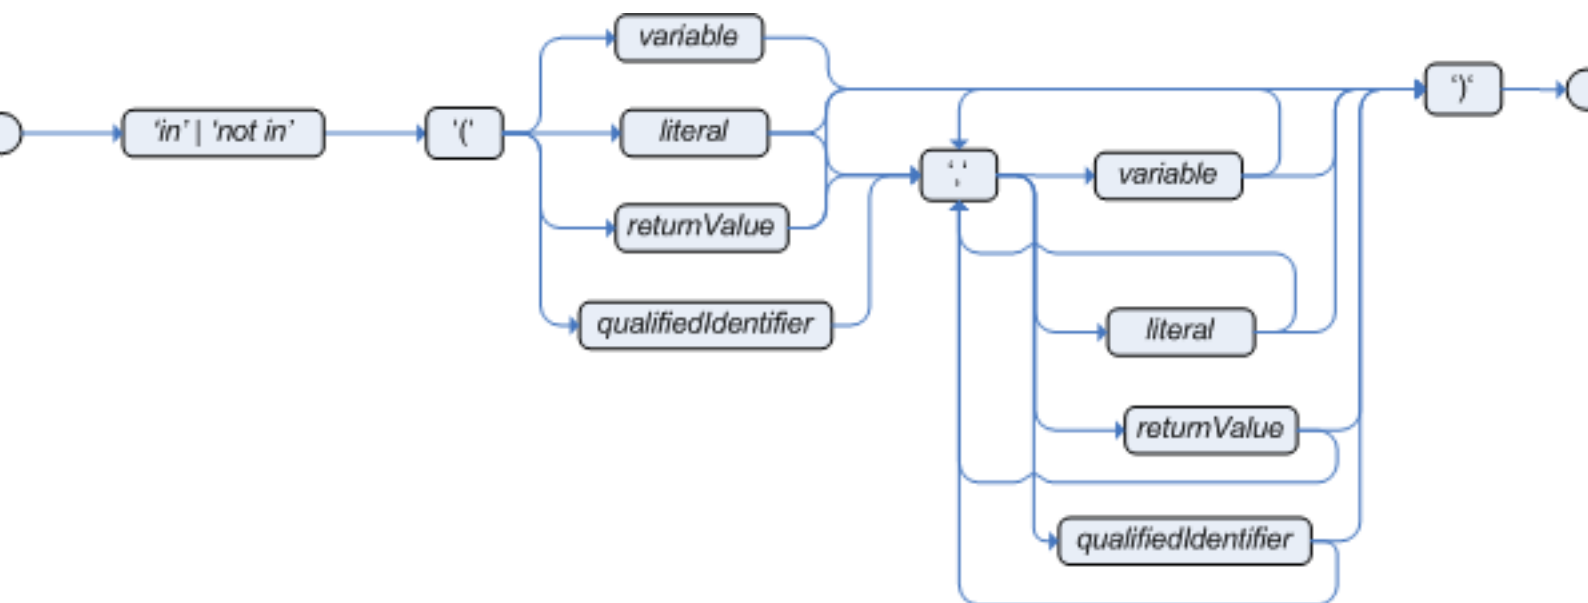 'in' | 'not in'
'('
variable
literal
returnValue
qualifiedIdentifier
','
variable
literal
returnValue
qualifiedIdentifier
')'